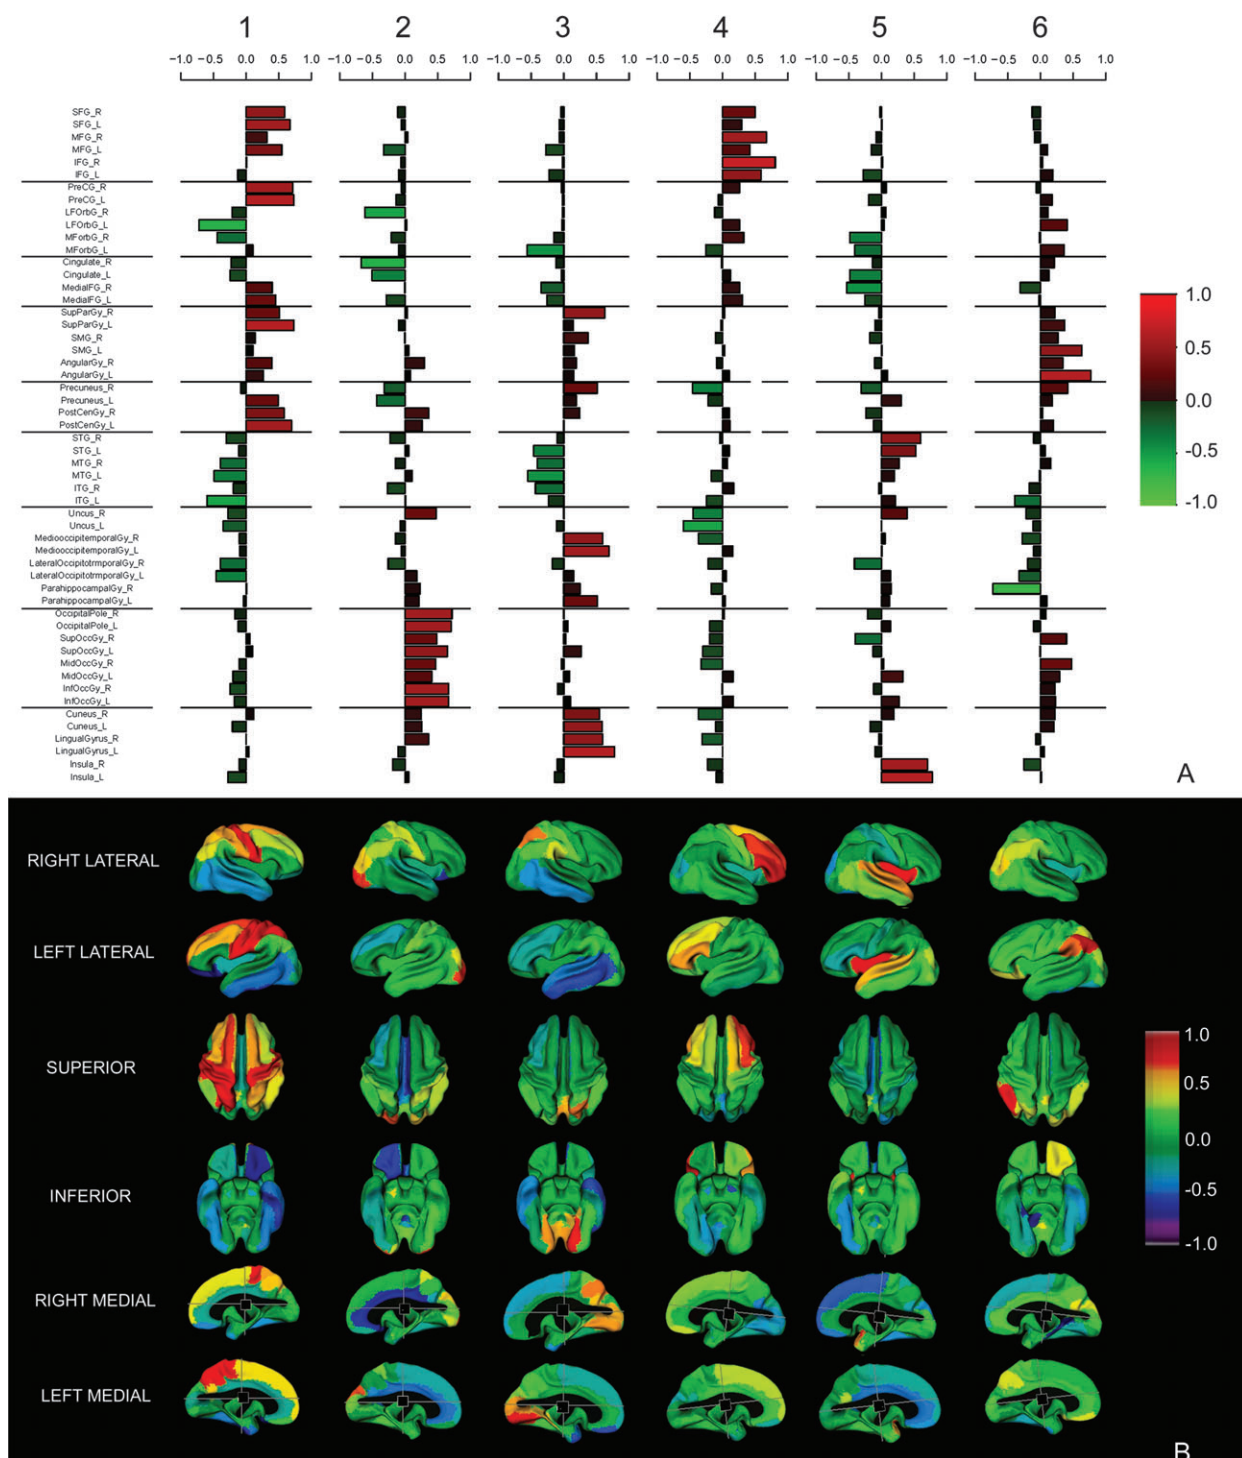 1 2 3 4 5 6
−1.0 −0.5 0.0 0.5 1.0 −1.0 −0.5 0.0 0.5 1.0 −1.0 −0.5 0.0 0.5 1.0 −1.0 −0.5 0.0 0.5 1.0 −1.0 −0.5 0.0 0.5 1.0 −1.0 −0.5 0.0 0.5 1.0
SFG_R
SFG_L
MFG_R
MFG_L
IFG_R
IFG_L
PreCG_R
PreCG_L
LFOrbG_R
LFOrbG_L
MForbG_R
MForbG_L
Cingulate_R
Cingulate_L
MedialFG_R
MedialFG_L
SupParGy_R
SupParGy_L
SMG_R
SMG_L
AngularGy_R
AngularGy_L
Precuneus_R
Precuneus_L
PostCenGy_R
PostCenGy_L
STG_R
STG_L
MTG_R
MTG_L
ITG_R
ITG_L
Uncus_R
Uncus_L
MediooccipitemporalGy_R
MediooccipitemporalGy_L
LateralOccipitotrmporalGy_R
LateralOccipitotrmporalGy_L
ParahippocampalGy_R
ParahippocampalGy_L
OccipitalPole_R
OccipitalPole_L
SupOccGy_R
SupOccGy_L
MidOccGy_R
MidOccGy_L
InfOccGy_R
InfOccGy_L
Cuneus_R
Cuneus_L
LingualGyrus_R
LingualGyrus_L
Insula_R
Insula_L
1.0
0.5
0.0
-0.5
-1.0
A
RIGHT LATERAL
LEFT LATERAL
SUPERIOR
INFERIOR
RIGHT MEDIAL
LEFT MEDIAL
1.0
0.5
0.0
-0.5
-1.0
B